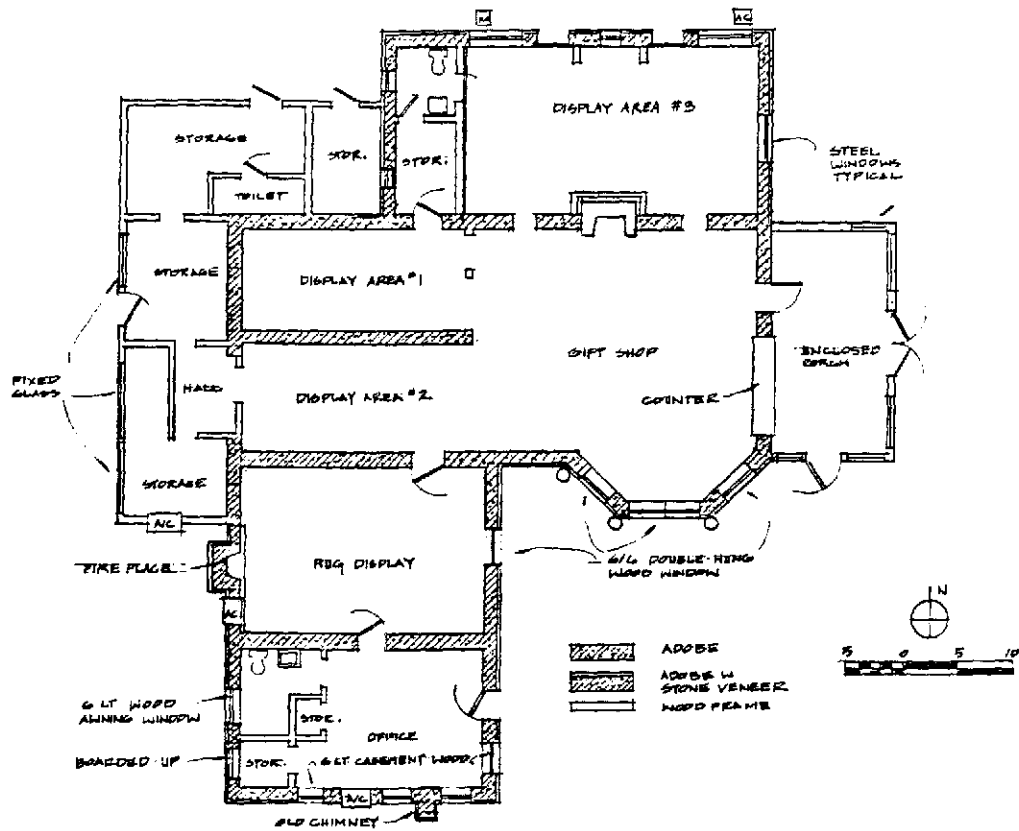 AC
AC
DISPLAY AREA #3
STORAGE
STOR.
STOR.
TOILET
STEEL
WINDOWS
TYPICAL
STORAGE
DISPLAY AREA #1
GIFT SHOP
ENCLOSED
PORCH
FIXED
GLASS
HALL
DISPLAY AREA #2
COUNTER
STORAGE
A/C
FIRE PLACE
RUG DISPLAY
6/6 DOUBLE-HUNG
WOOD WINDOW
AC
N
5 0 5 10
ADOBE
ADOBE W
STONE VENEER
WOOD FRAME
6 LT WOOD
AWNING WINDOW
STOR.
OFFICE
BOARDED UP
STOR.
6 LT CASEMENT WOOD
A/C
OLD CHIMNEY